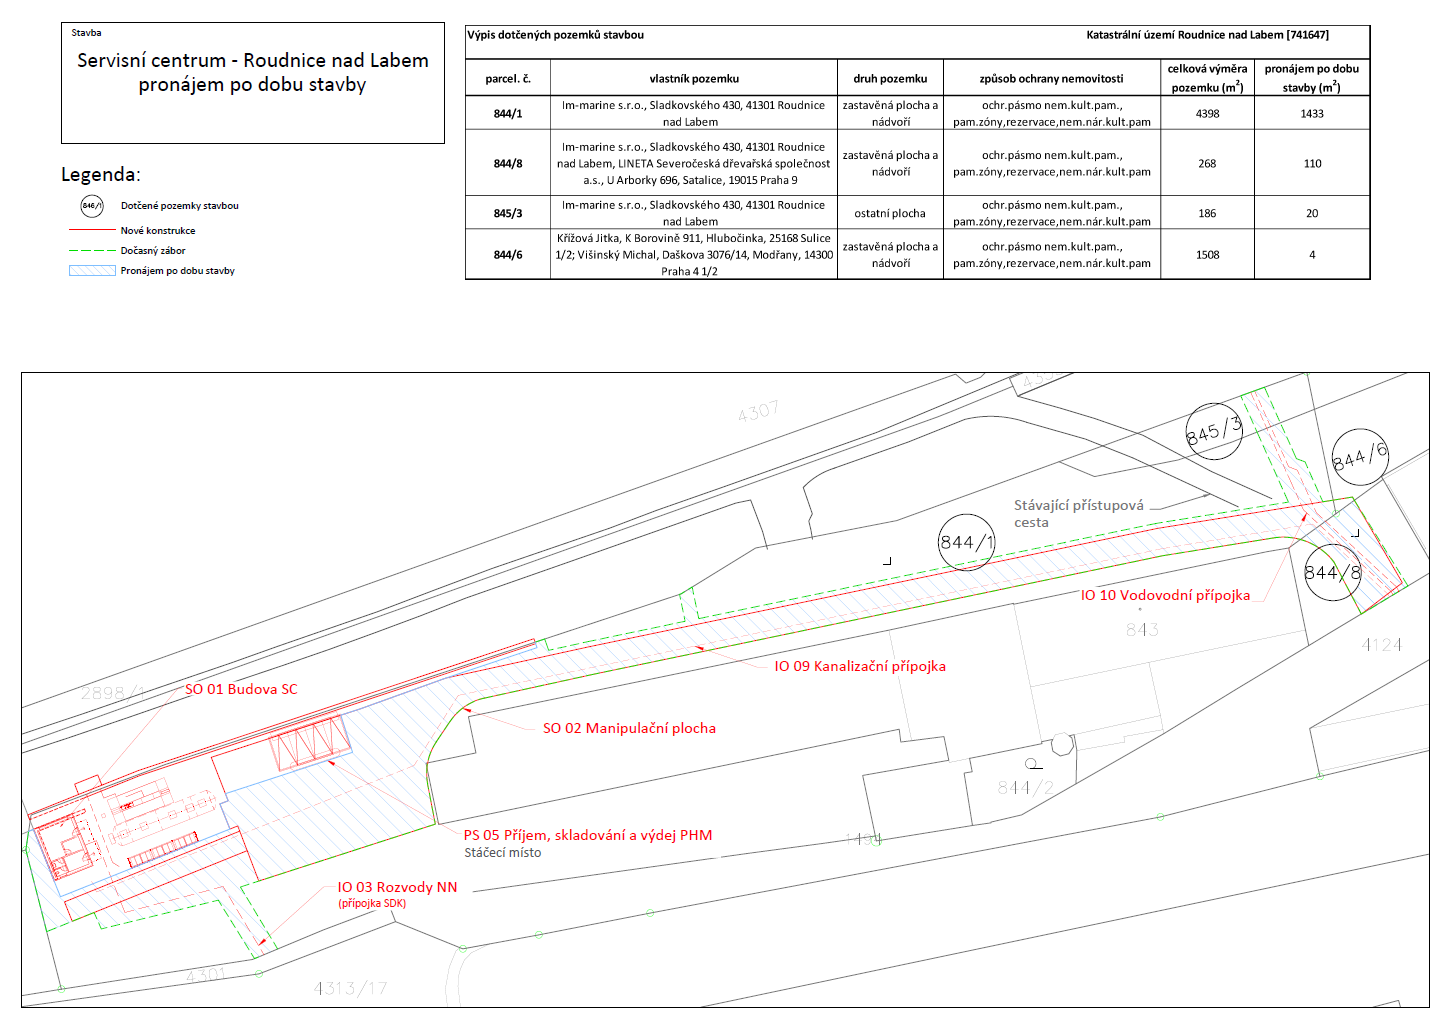 Stavba
Servisní centrum - Roudnice nad Labem
pronájem po dobu stavby
Legenda:
846/1 Dotčené pozemky stavbou
Nové konstrukce
Dočasný zábor
Pronájem po dobu stavby
Výpis dotčených pozemků stavbou Katastrální území Roudnice nad Labem [741647]
parcel. č. vlastník pozemku druh pozemku způsob ochrany nemovitosti celková výměra pozemku (m²) pronájem po dobu stavby (m²)
844/1 Im-marine s.r.o., Sladkovského 430, 41301 Roudnice nad Labem zastavěná plocha a nádvoří ochr.pásmo nem.kult.pam., pam.zóny,rezervace,nem.nár.kult.pam 4398 1433
844/8 Im-marine s.r.o., Sladkovského 430, 41301 Roudnice nad Labem, LINETA Severočeská dřevařská společnost a.s., U Arborky 696, Satalice, 19015 Praha 9 zastavěná plocha a nádvoří ochr.pásmo nem.kult.pam., pam.zóny,rezervace,nem.nár.kult.pam 268 110
845/3 Im-marine s.r.o., Sladkovského 430, 41301 Roudnice nad Labem ostatní plocha ochr.pásmo nem.kult.pam., pam.zóny,rezervace,nem.nár.kult.pam 186 20
844/6 Křížová Jitka, K Borovině 911, Hlubočinka, 25168 Sulice 1/2; Višinský Michal, Daškova 3076/14, Modřany, 14300 Praha 4 1/2 zastavěná plocha a nádvoří ochr.pásmo nem.kult.pam., pam.zóny,rezervace,nem.nár.kult.pam 1508 4
4307
845/3
844/6
Stávající přístupová
cesta
844/1
844/8
IO 10 Vodovodní přípojka
843
4124
IO 09 Kanalizační přípojka
2898/1
SO 01 Budova SC
SO 02 Manipulační plocha
844/2
PS 05 Příjem, skladování a výdej PHM
Stáčecí místo
1494
IO 03 Rozvody NN
(přípojka SDK)
4301
4313/17